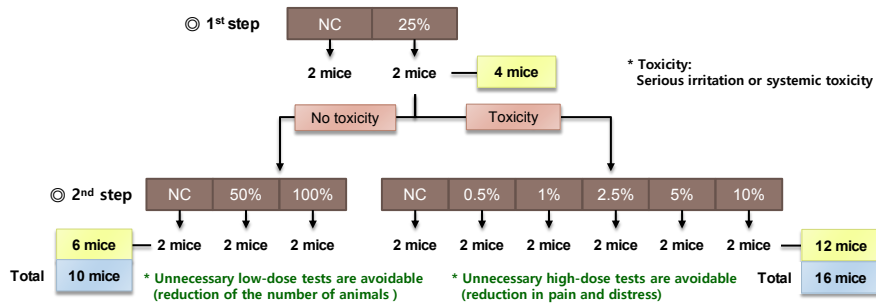 ◎ 1st step
NC 25%
2 mice 2 mice 4 mice
* Toxicity:
Serious irritation or systemic toxicity
No toxicity Toxicity
◎ 2nd step
NC 50% 100% NC 0.5% 1% 2.5% 5% 10%
6 mice 2 mice 2 mice 2 mice 2 mice 2 mice 2 mice 2 mice 2 mice 2 mice 12 mice
Total 10 mice
* Unnecessary low-dose tests are avoidable
(reduction of the number of animals )
* Unnecessary high-dose tests are avoidable
(reduction in pain and distress)
Total 16 mice